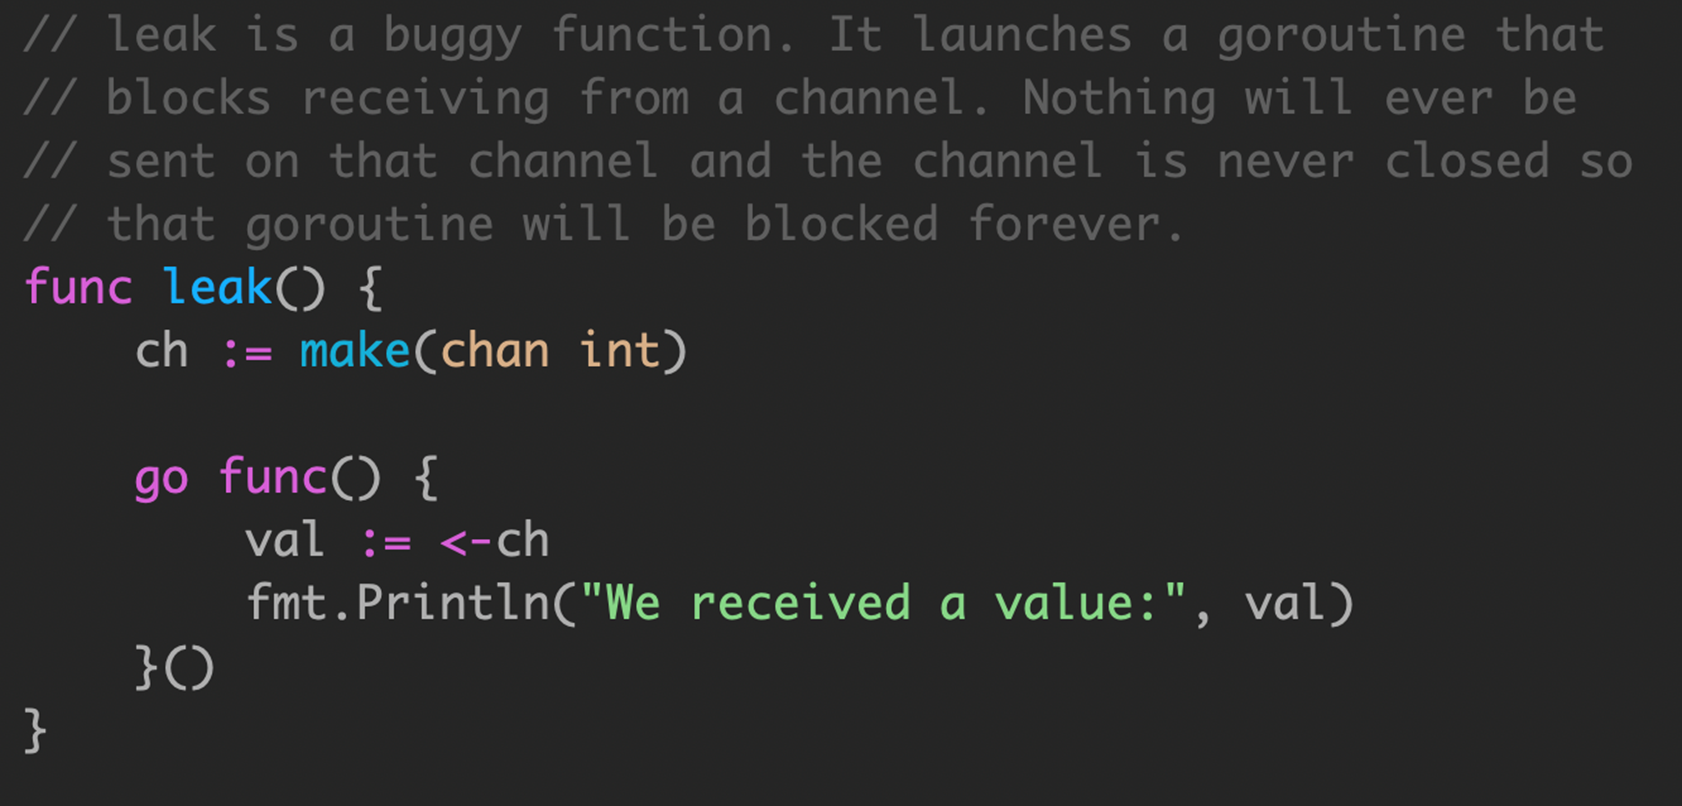 // leak is a buggy function. It launches a goroutine that
// blocks receiving from a channel. Nothing will ever be
// sent on that channel and the channel is never closed so
// that goroutine will be blocked forever.
func leak() {
    ch := make(chan int)

    go func() {
        val := <-ch
        fmt.Println("We received a value:", val)
    }()
}